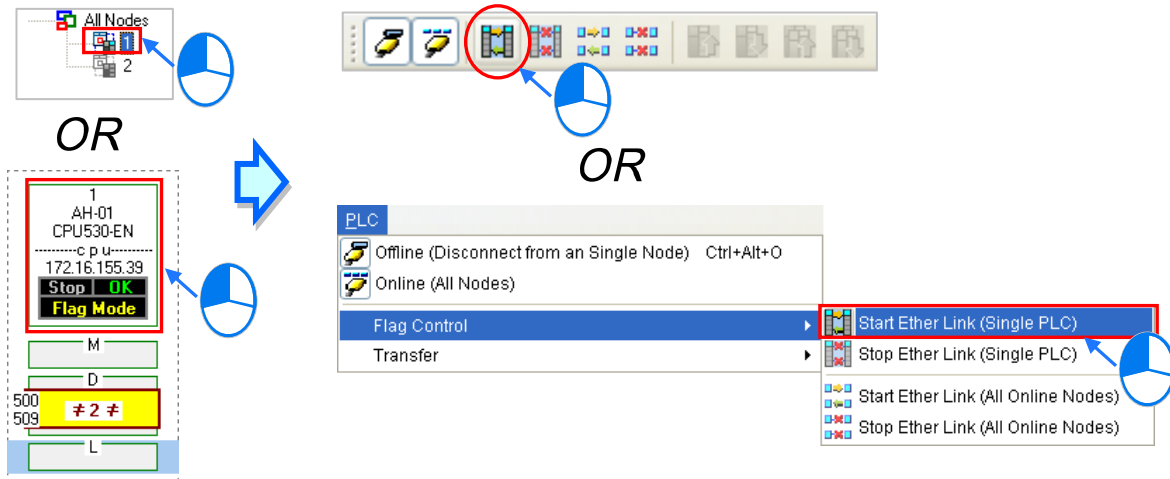 All Nodes
1
2
OR
1
AH-01
CPU530-EN
----------c p u----------
172.16.155.39
Stop OK
Flag Mode
M
D
500
509
≠ 2 ≠
L
OR
PLC
Offline (Disconnect from an Single Node) Ctrl+Alt+O
Online (All Nodes)
Flag Control
Transfer
Start Ether Link (Single PLC)
Stop Ether Link (Single PLC)
Start Ether Link (All Online Nodes)
Stop Ether Link (All Online Nodes)